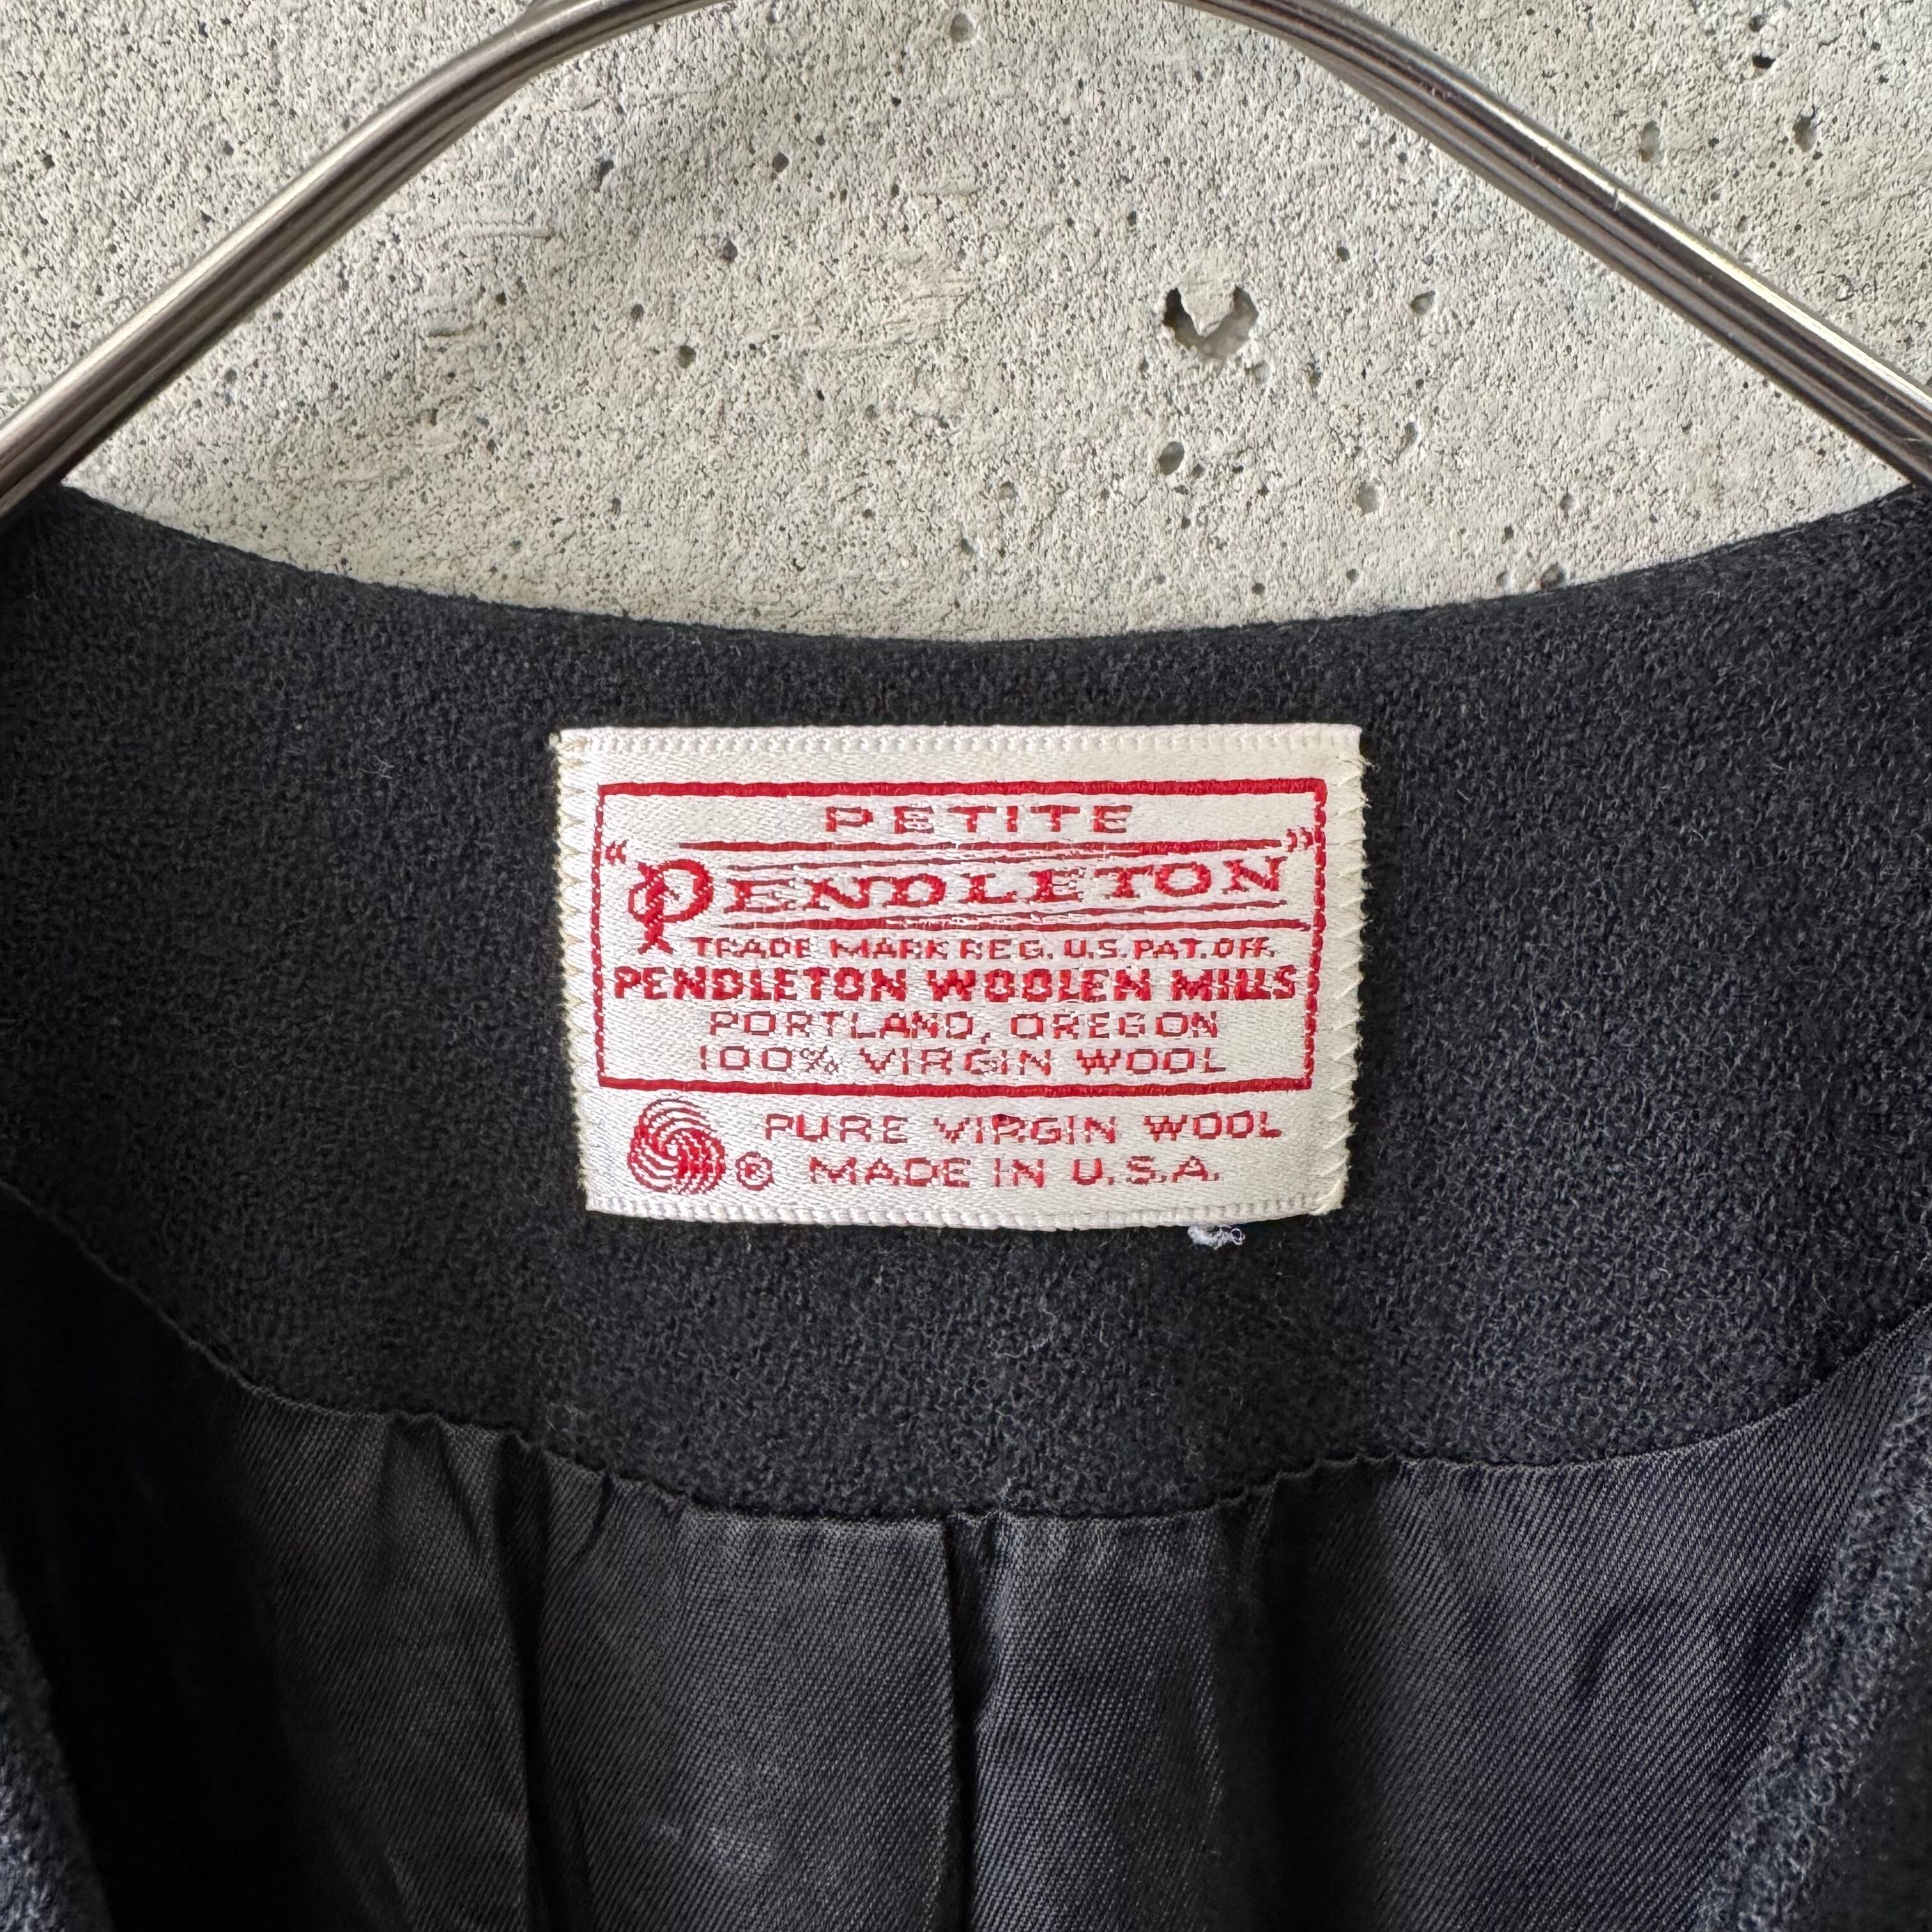 PETITE
"PENDLETON"
TRADE MARK REG. U.S. PAT. OFF.
PENDLETON WOOLEN MILLS
PORTLAND, OREGON
100% VIRGIN WOOL
® PURE VIRGIN WOOL
MADE IN U.S.A.